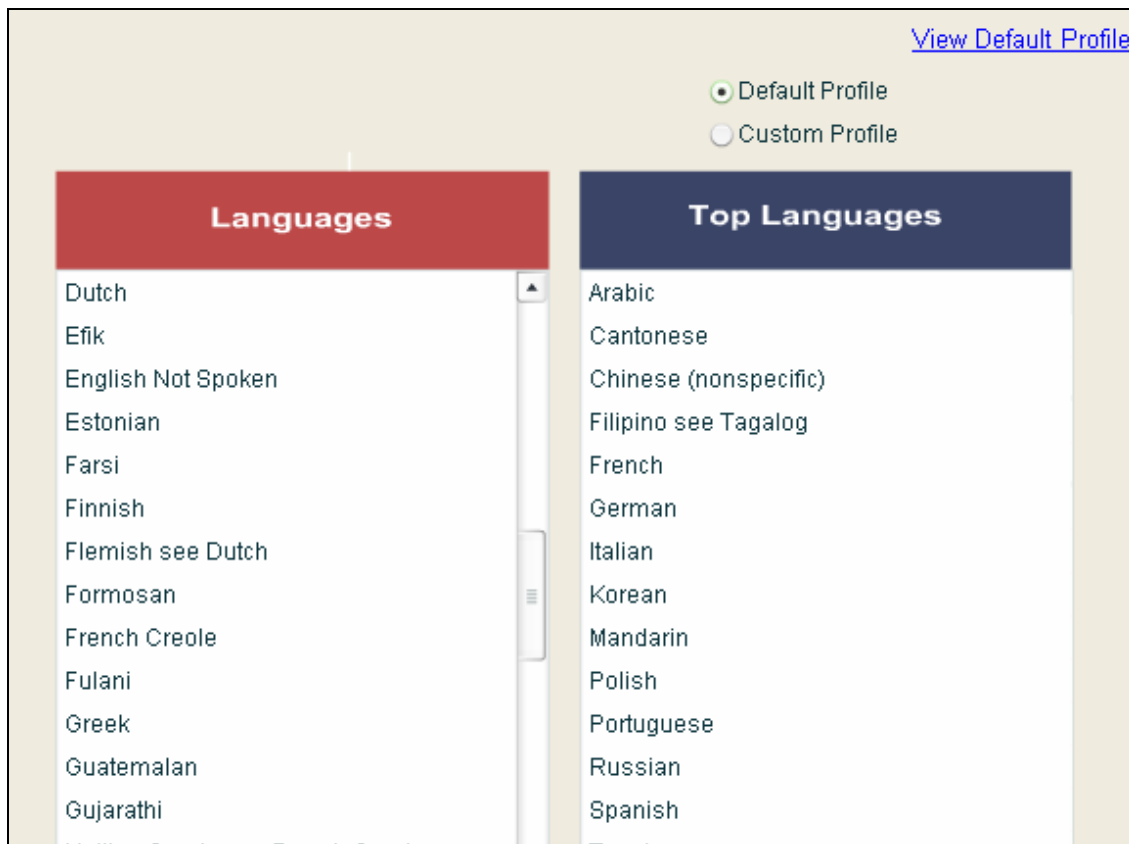 View Default Profile
Default Profile
Custom Profile
Languages
Dutch
Efik
English Not Spoken
Estonian
Farsi
Finnish
Flemish see Dutch
Formosan
French Creole
Fulani
Greek
Guatemalan
Gujarathi
Top Languages
Arabic
Cantonese
Chinese (nonspecific)
Filipino see Tagalog
French
German
Italian
Korean
Mandarin
Polish
Portuguese
Russian
Spanish